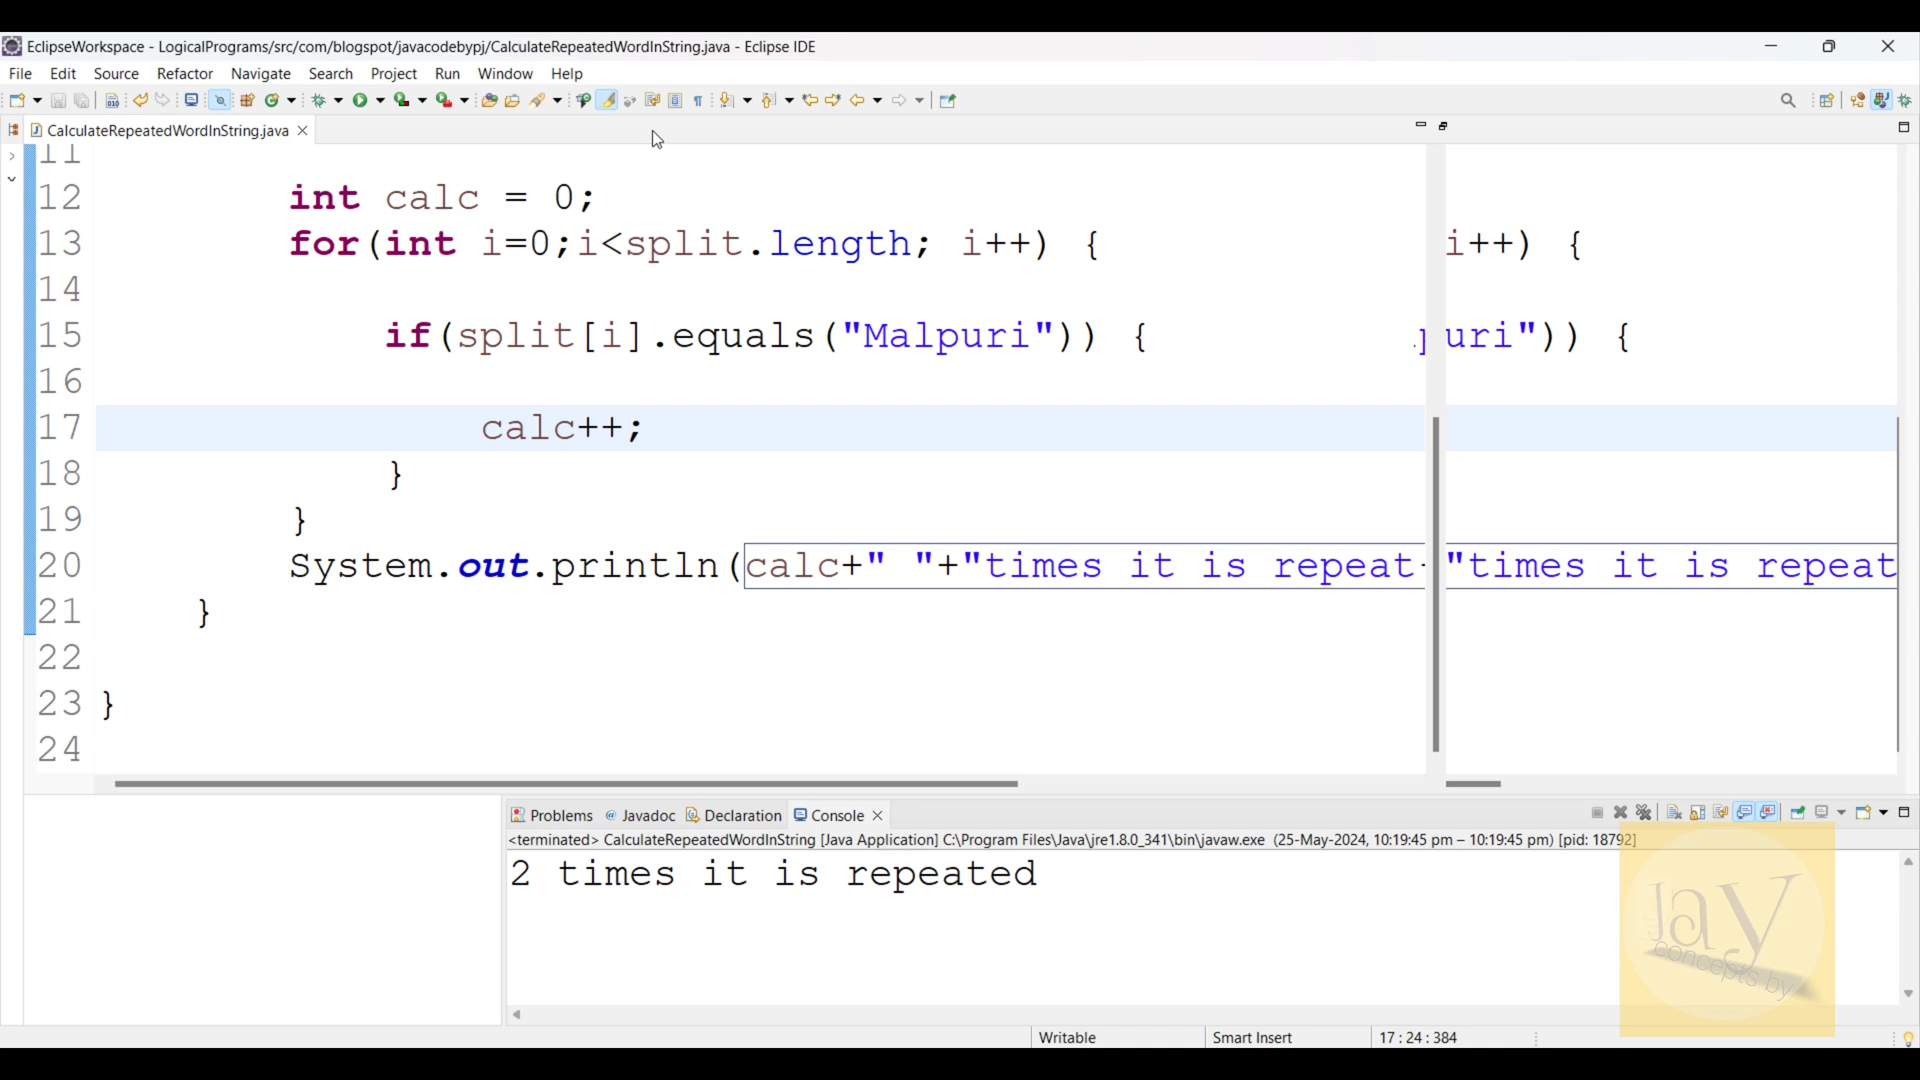 EclipseWorkspace - LogicalPrograms/src/com/blogspot/javacodebypj/CalculateRepeatedWordInString.java - Eclipse IDE
File Edit Source Refactor Navigate Search Project Run Window Help
CalculateRepeatedWordInString.java
11
12 int calc = 0;
13 for(int i=0;i<split.length; i++) { i++) {
14
15 if(split[i].equals("Malpuri")) { puri")) {
16
17 calc++;
18 }
19 }
20 System.out.println(calc+" "+"times it is repeat "times it is repeat
21 }
22
23 }
24
Problems Javadoc Declaration Console
<terminated> CalculateRepeatedWordInString [Java Application] C:\Program Files\Java\jre1.8.0_341\bin\javaw.exe (25-May-2024, 10:19:45 pm – 10:19:45 pm) [pid: 18792]
2 times it is repeated
Jay
concepts by
Writable Smart Insert 17 : 24 : 384